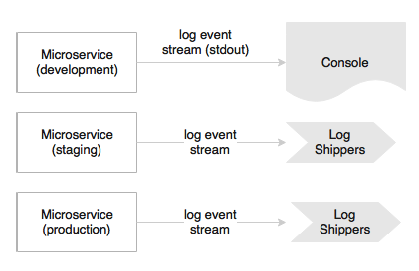 log event
stream (stdout)
Microservice
(development)
Console
Microservice
(staging)
log event
stream
Log
Shippers
Microservice
(production)
log event
stream
Log
Shippers